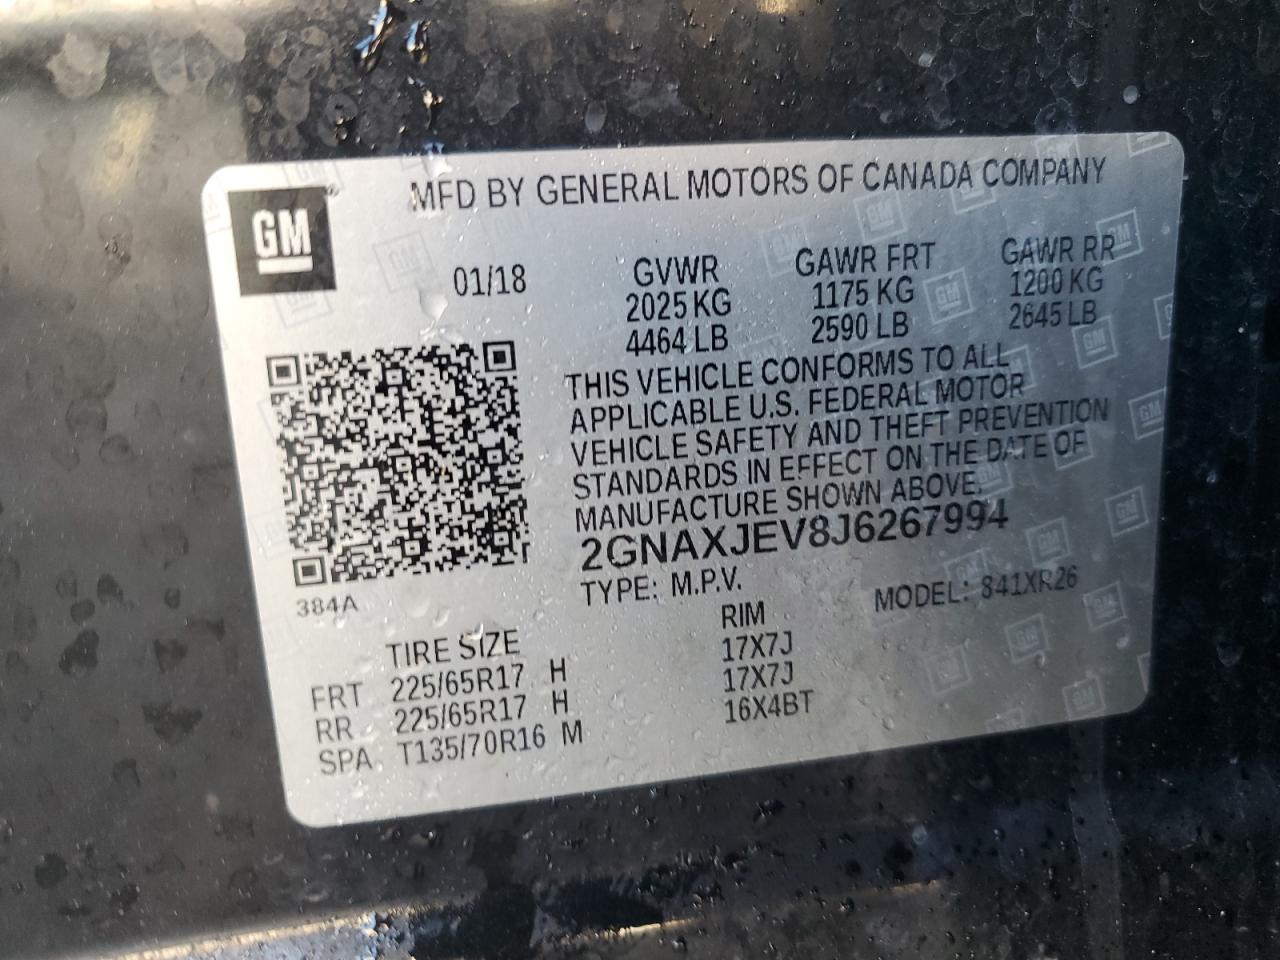 GM®
MFD BY GENERAL MOTORS OF CANADA COMPANY
01/18 GVWR GAWR FRT GAWR RR
2025 KG 1175 KG 1200 KG
4464 LB 2590 LB 2645 LB
THIS VEHICLE CONFORMS TO ALL
APPLICABLE U.S. FEDERAL MOTOR
VEHICLE SAFETY AND THEFT PREVENTION
STANDARDS IN EFFECT ON THE DATE OF
MANUFACTURE SHOWN ABOVE.
2GNAXJEV8J6267994
TYPE: M.P.V. MODEL: 841XR26
384A
TIRE SIZE RIM
FRT 225/65R17 H 17X7J
RR 225/65R17 H 17X7J
SPA T135/70R16 M 16X4BT